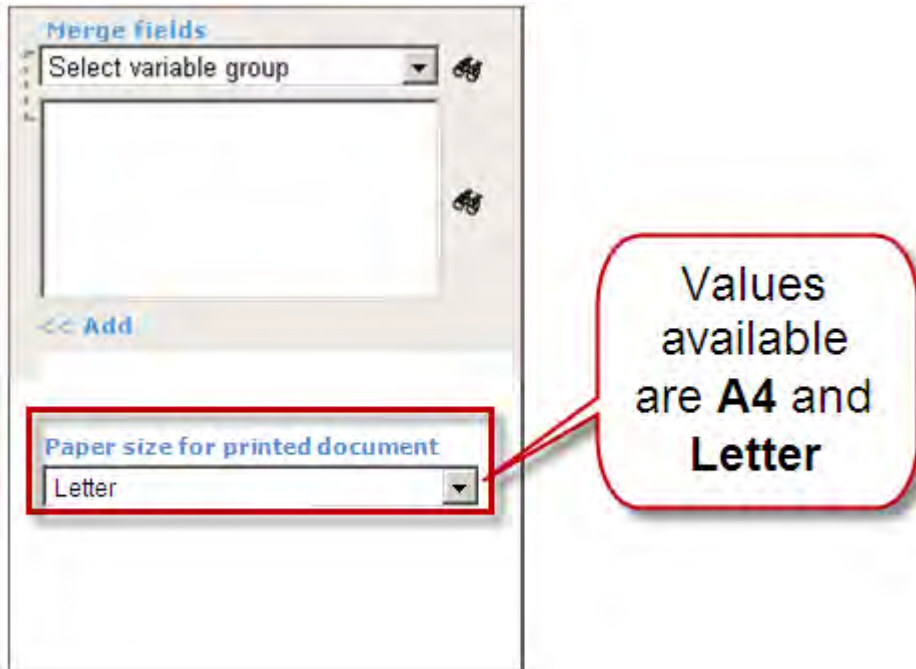 Merge fields
Select variable group
<< Add
Paper size for printed document
Letter
Values
available
are A4 and
Letter